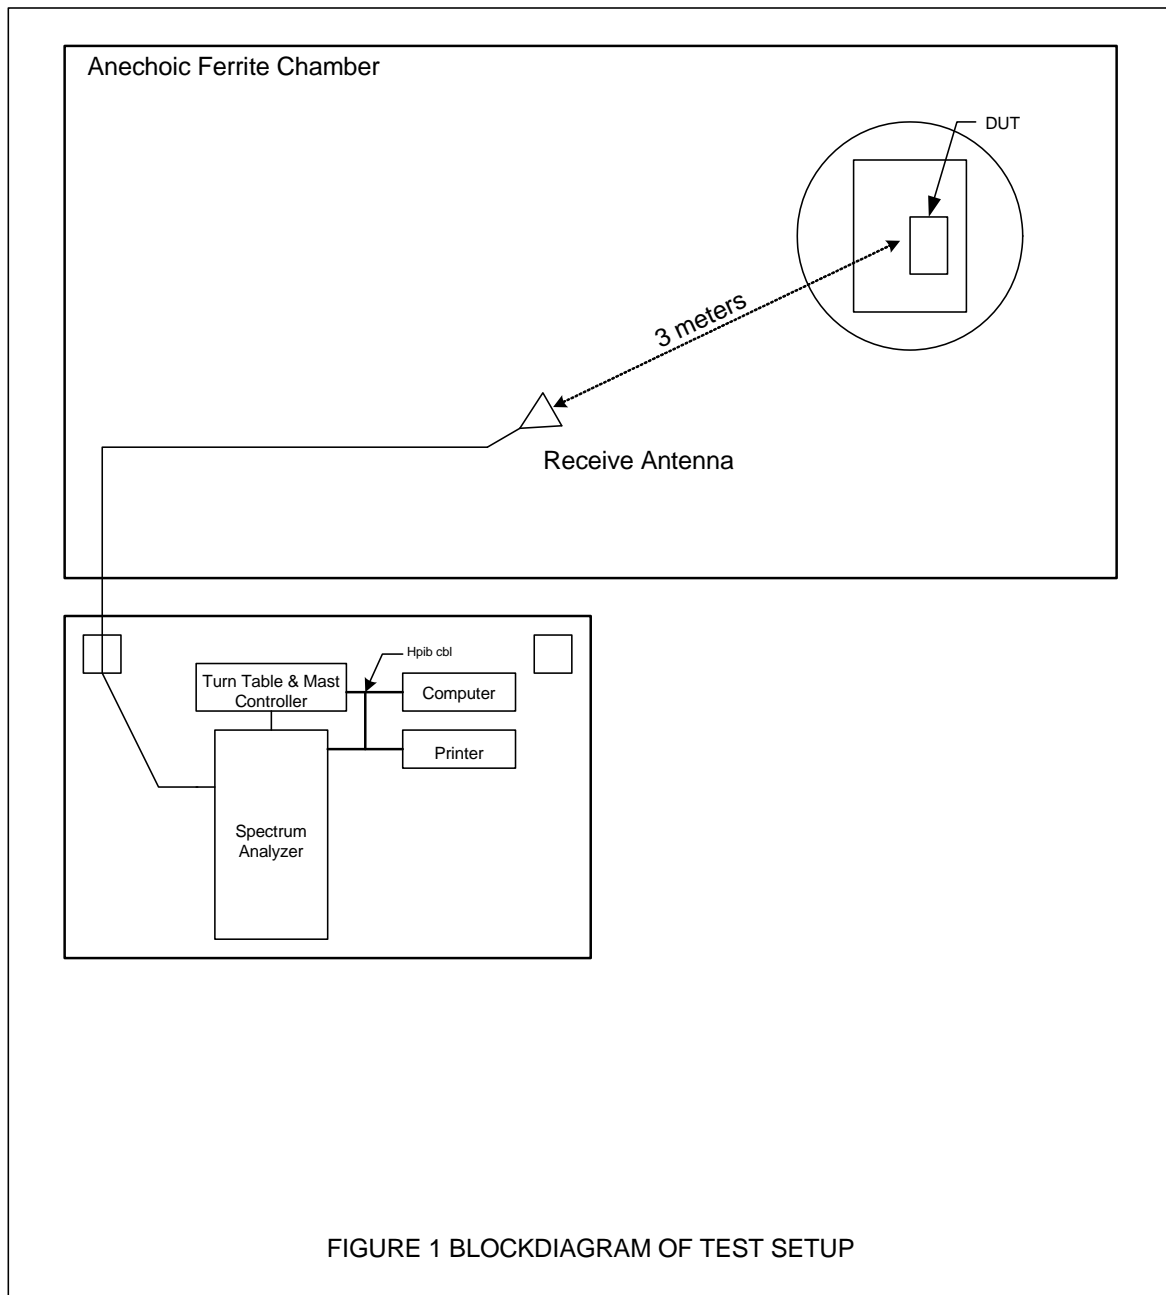 Anechoic Ferrite Chamber
DUT
3 meters
Receive Antenna
Hpib cbl
Turn Table & Mast
Controller
Computer
Printer
Spectrum
Analyzer
FIGURE 1 BLOCKDIAGRAM OF TEST SETUP